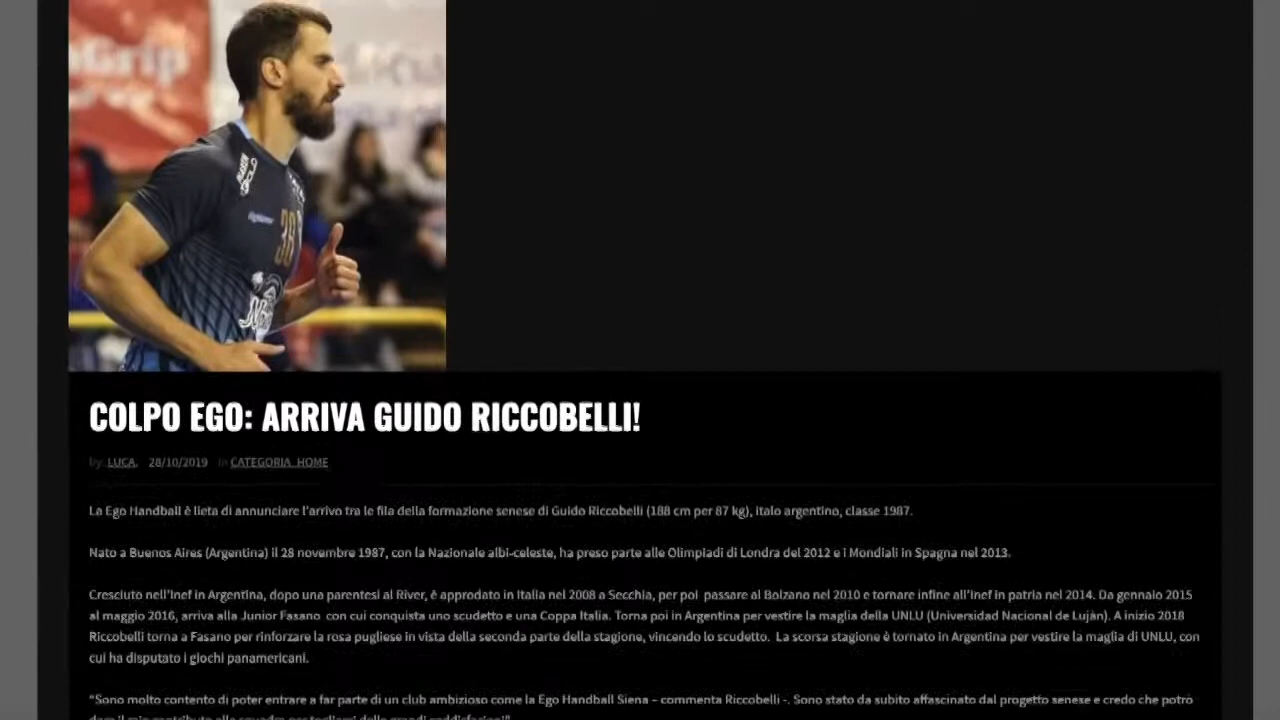 Grip
38
COLPO EGO: ARRIVA GUIDO RICCOBELLI!
by LUCA, 28/10/2019 in CATEGORIA_HOME
La Ego Handball è lieta di annunciare l'arrivo tra le fila della formazione senese di Guido Riccobelli (188 cm per 87 kg), italo argentino, classe 1987.
Nato a Buenos Aires (Argentina) il 28 novembre 1987, con la Nazionale albi-celeste, ha preso parte alle Olimpiadi di Londra del 2012 e i Mondiali in Spagna nel 2013.
Cresciuto nell'Inef in Argentina, dopo una parentesi al River, è approdato in Italia nel 2008 a Secchia, per poi passare al Bolzano nel 2010 e tornare infine all'Inef in patria nel 2014. Da gennaio 2015
al maggio 2016, arriva alla Junior Fasano con cui conquista uno scudetto e una Coppa Italia. Torna poi in Argentina per vestire la maglia della UNLU (Universidad Nacional de Luján). A inizio 2018
Riccobelli torna a Fasano per rinforzare la rosa pugliese in vista della seconda parte della stagione, vincendo lo scudetto. La scorsa stagione è tornato in Argentina per vestire la maglia di UNLU, con
cui ha disputato i giochi panamericani.
"Sono molto contento di poter entrare a far parte di un club ambizioso come la Ego Handball Siena – commenta Riccobelli -. Sono stato da subito affascinato dal progetto senese e credo che potrò